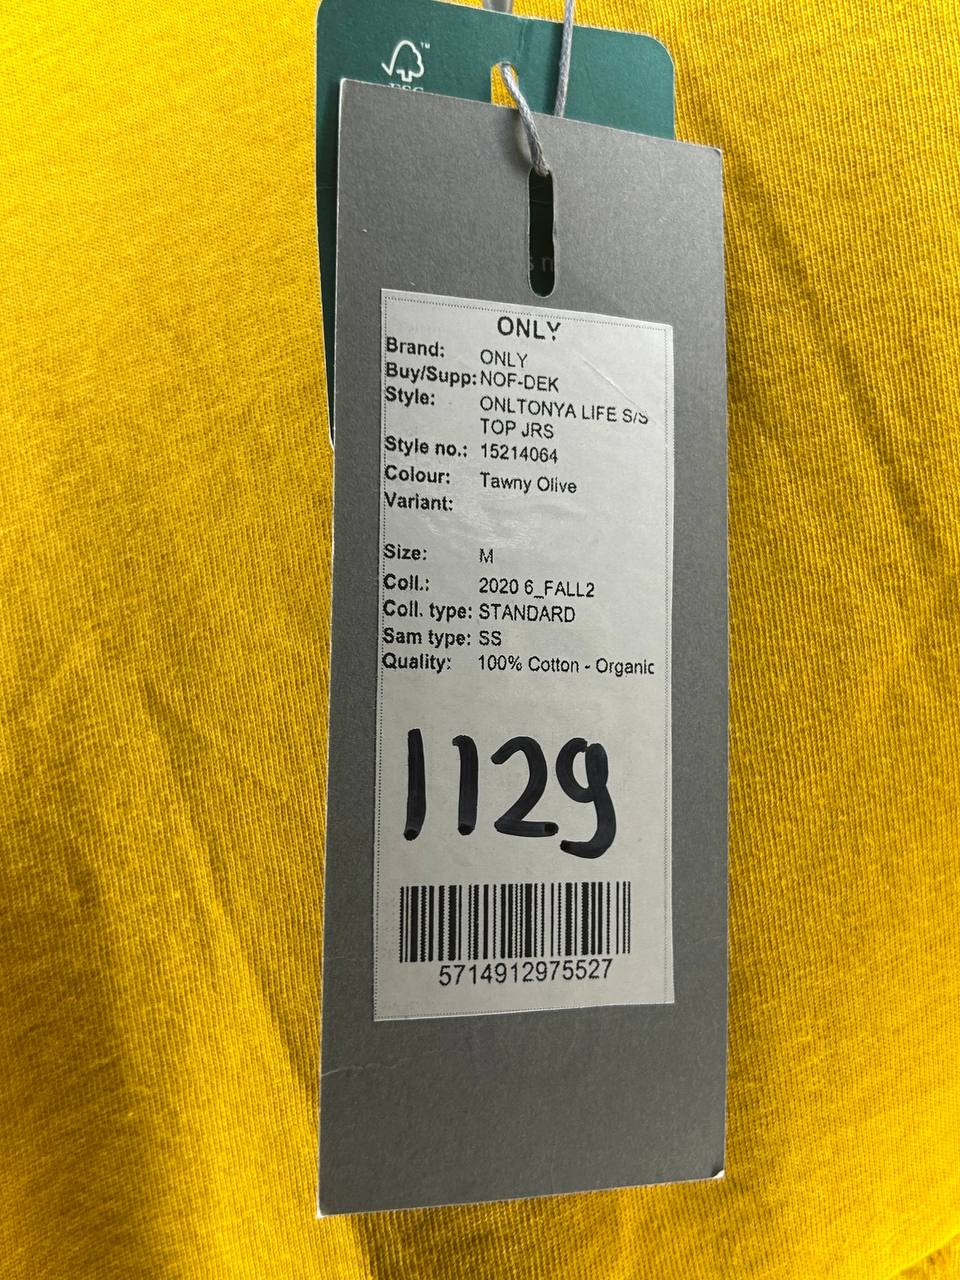 FSC
ONLY
Brand: ONLY
Buy/Supp: NOF-DEK
Style: ONLTONYA LIFE S/S
TOP JRS
Style no.: 15214064
Colour: Tawny Olive
Variant:
Size: M
Coll.: 2020 6_FALL2
Coll. type: STANDARD
Sam type: SS
Quality: 100% Cotton - Organic
1129
5714912975527